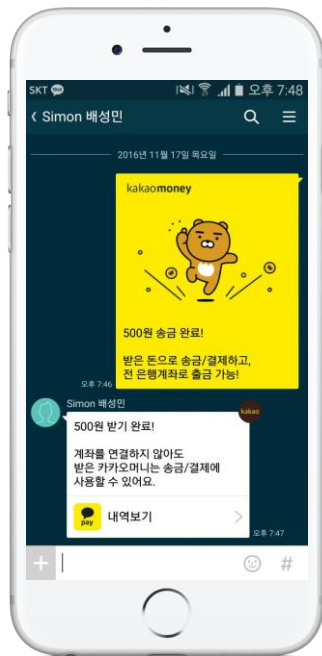 SKT
오후 7:48
Simon 배성민
2016년 11월 17일 목요일
kakaomoney
500원 송금 완료!
받은 돈으로 송금/결제하고,
전 은행계좌로 출금 가능!
오후 7:46
Simon 배성민
kakao
500원 받기 완료!
계좌를 연결하지 않아도
받은 카카오머니는 송금/결제에
사용할 수 있어요.
pay 내역보기
오후 7:47
#